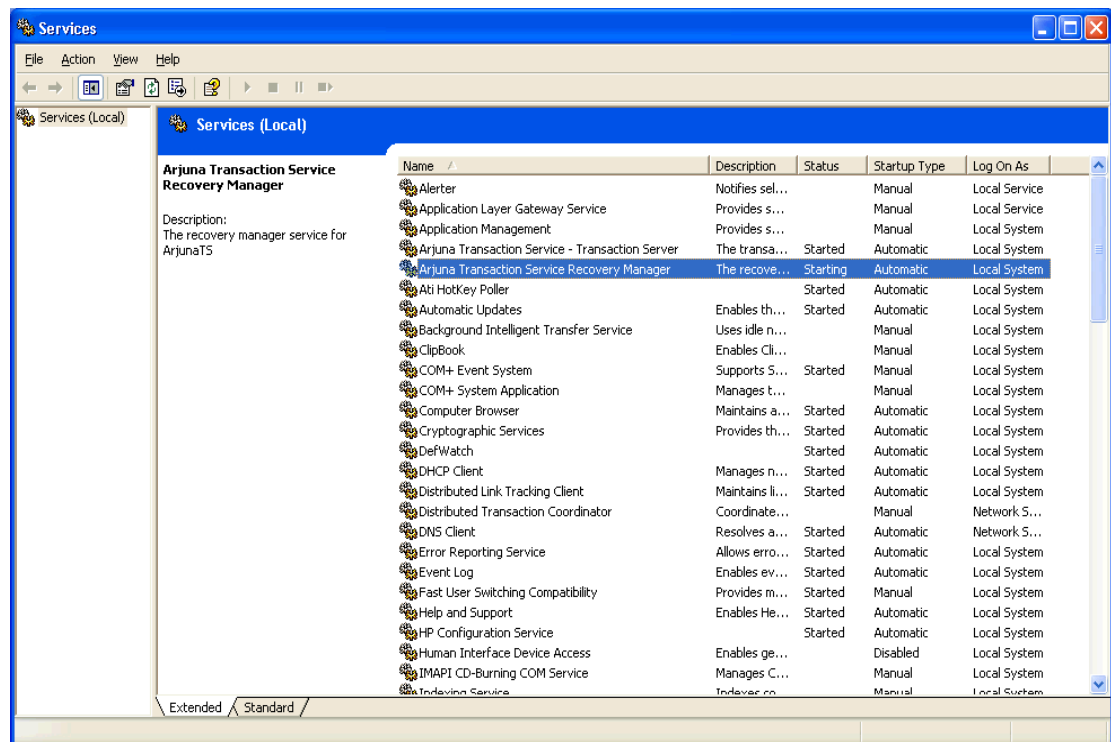 Services
File Action View Help
Services (Local)
Services (Local)
Arjuna Transaction Service
Recovery Manager
Description:
The recovery manager service for
ArjunaTS
Name Description Status Startup Type Log On As
Alerter Notifies sel... Manual Local Service
Application Layer Gateway Service Provides s... Manual Local Service
Application Management Provides s... Manual Local System
Arjuna Transaction Service - Transaction Server The transa... Started Automatic Local System
Arjuna Transaction Service Recovery Manager The recove... Starting Automatic Local System
Ati HotKey Poller Started Automatic Local System
Automatic Updates Enables th... Started Automatic Local System
Background Intelligent Transfer Service Uses idle n... Manual Local System
ClipBook Enables Cli... Manual Local System
COM+ Event System Supports S... Started Manual Local System
COM+ System Application Manages t... Manual Local System
Computer Browser Maintains a... Started Automatic Local System
Cryptographic Services Provides th... Started Automatic Local System
DefWatch Started Automatic Local System
DHCP Client Manages n... Started Automatic Local System
Distributed Link Tracking Client Maintains li... Started Automatic Local System
Distributed Transaction Coordinator Coordinate... Manual Network S...
DNS Client Resolves a... Started Automatic Network S...
Error Reporting Service Allows erro... Started Automatic Local System
Event Log Enables ev... Started Automatic Local System
Fast User Switching Compatibility Provides m... Started Manual Local System
Help and Support Enables He... Started Automatic Local System
HP Configuration Service Started Automatic Local System
Human Interface Device Access Enables ge... Disabled Local System
IMAPI CD-Burning COM Service Manages C... Manual Local System
Indexing Service Indexes co... Manual Local System
Extended Standard